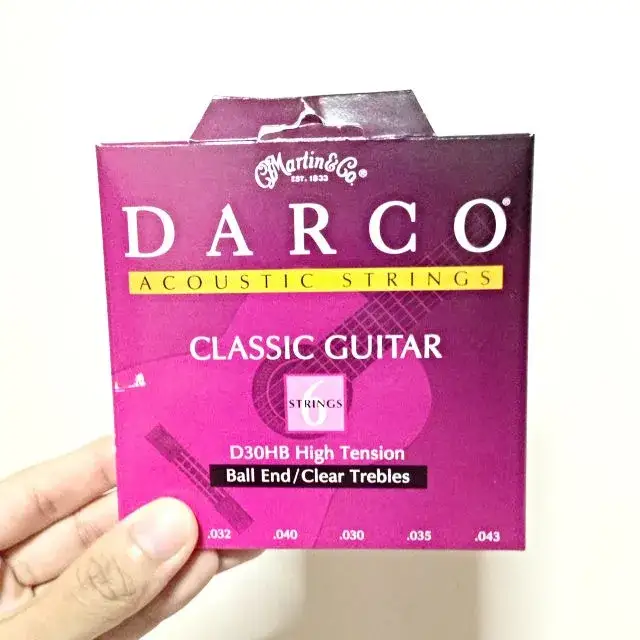 C.F. Martin & Co.®
EST. 1833
DARCO®
ACOUSTIC STRINGS
CLASSIC GUITAR
6
STRINGS
D30HB High Tension
Ball End/Clear Trebles
.032 .040 .030 .035 .043